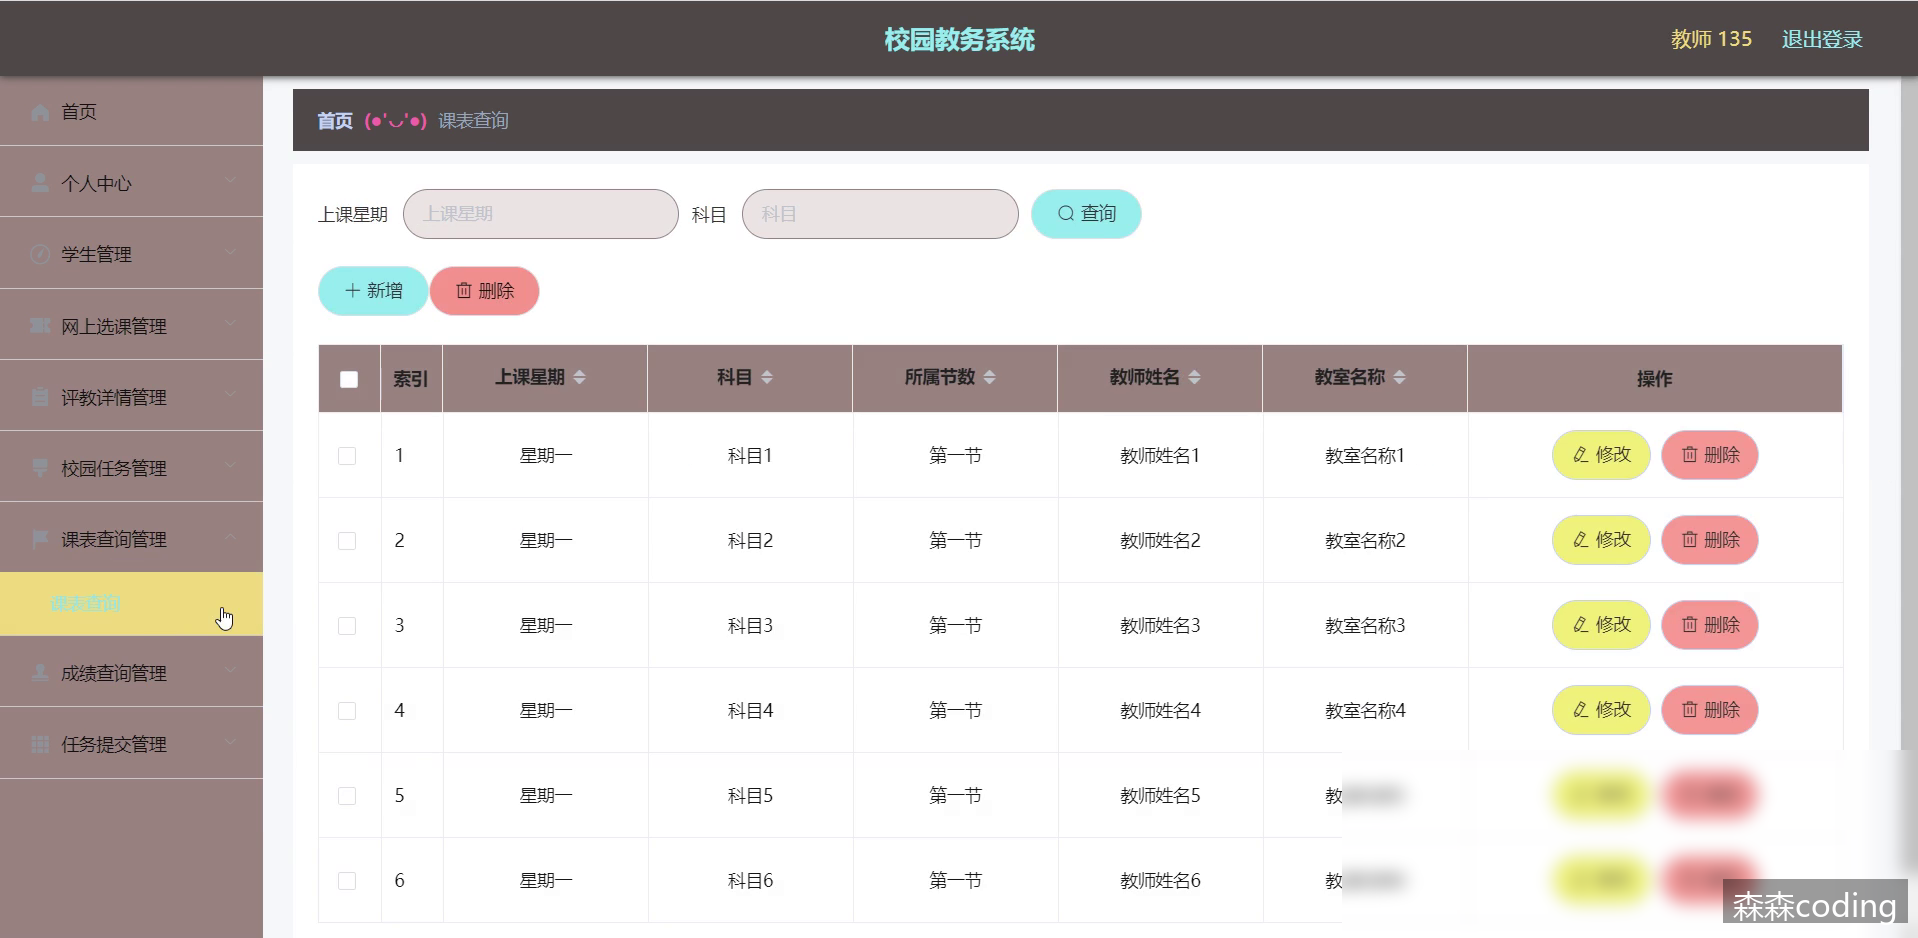 校园教务系统
教师 135 退出登录
首页
个人中心
学生管理
网上选课管理
评教详情管理
校园任务管理
课表查询管理
课表查询
成绩查询管理
任务提交管理
首页 (●'◡'●) 课表查询
上课星期 上课星期 科目 科目 查询
新增 删除
索引 上课星期 科目 所属节数 教师姓名 教室名称 操作
1 星期一 科目1 第一节 教师姓名1 教室名称1 修改 删除
2 星期一 科目2 第一节 教师姓名2 教室名称2 修改 删除
3 星期一 科目3 第一节 教师姓名3 教室名称3 修改 删除
4 星期一 科目4 第一节 教师姓名4 教室名称4 修改 删除
5 星期一 科目5 第一节 教师姓名5 教
6 星期一 科目6 第一节 教师姓名6 教
森森coding